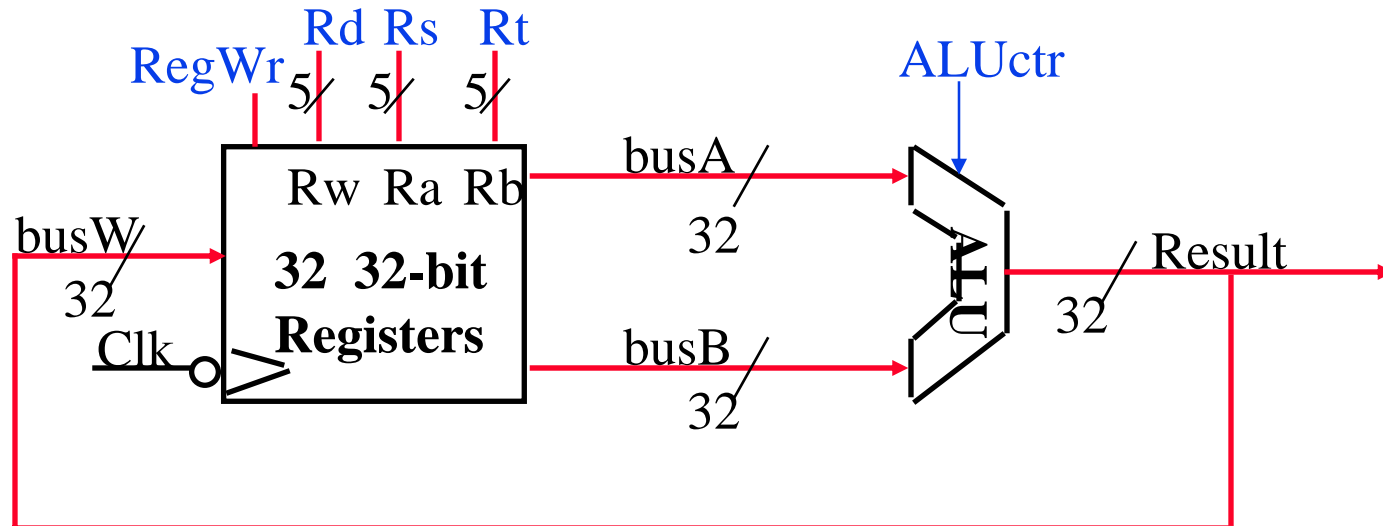 Rd Rs Rt
RegWr
ALUctr
5 5 5
busA
32
Rw Ra Rb
busW
32
32 32-bit
Registers
ALU
Result
32
Clk
busB
32